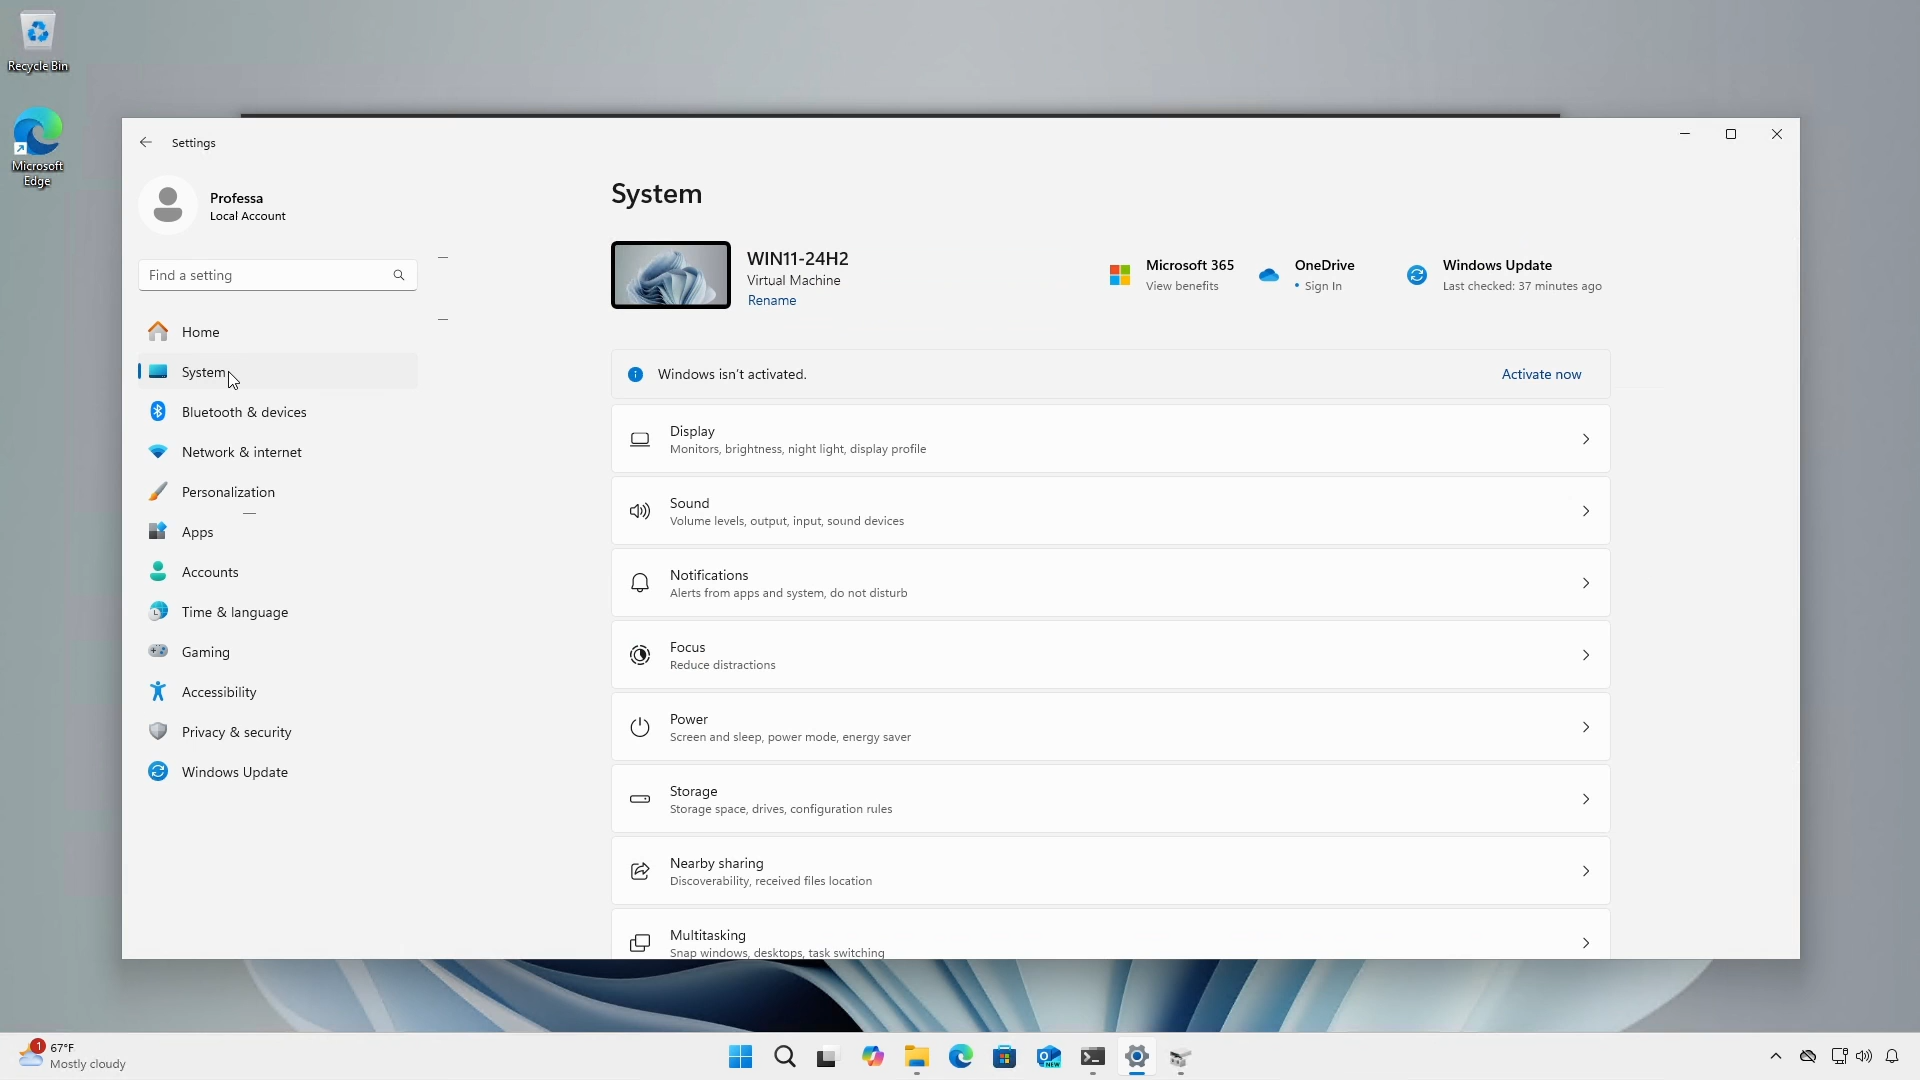 Recycle Bin
Microsoft
Edge
Settings
Professa
Local Account
Find a setting
Home
System
Bluetooth & devices
Network & internet
Personalization
Apps
Accounts
Time & language
Gaming
Accessibility
Privacy & security
Windows Update
System
WIN11-24H2
Virtual Machine
Rename
Microsoft 365
View benefits
OneDrive
• Sign In
Windows Update
Last checked: 37 minutes ago
Windows isn't activated.
Activate now
Display
Monitors, brightness, night light, display profile
Sound
Volume levels, output, input, sound devices
Notifications
Alerts from apps and system, do not disturb
Focus
Reduce distractions
Power
Screen and sleep, power mode, energy saver
Storage
Storage space, drives, configuration rules
Nearby sharing
Discoverability, received files location
Multitasking
Snap windows, desktops, task switching
1
67°F
Mostly cloudy
NEW